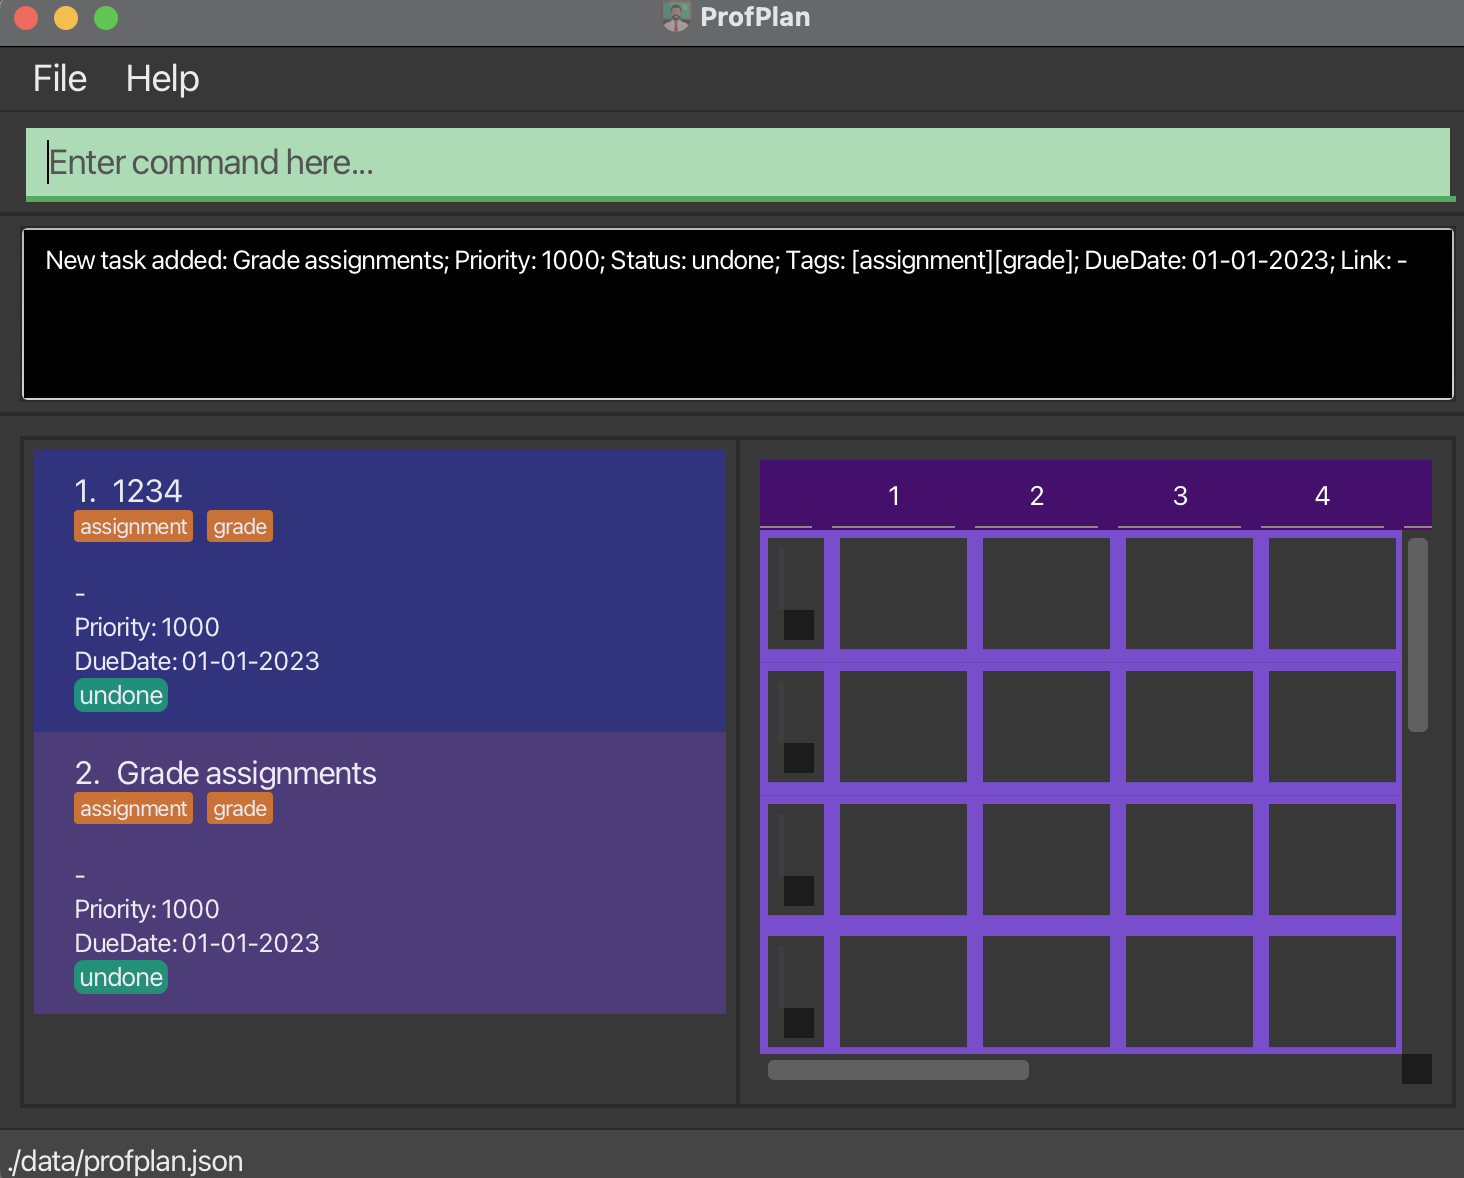 ProfPlan
File Help
Enter command here...
New task added: Grade assignments; Priority: 1000; Status: undone; Tags: [assignment][grade]; DueDate: 01-01-2023; Link: -
1. 1234
assignment grade
-
Priority: 1000
DueDate: 01-01-2023
undone
2. Grade assignments
assignment grade
-
Priority: 1000
DueDate: 01-01-2023
undone
1 2 3 4
./data/profplan.json